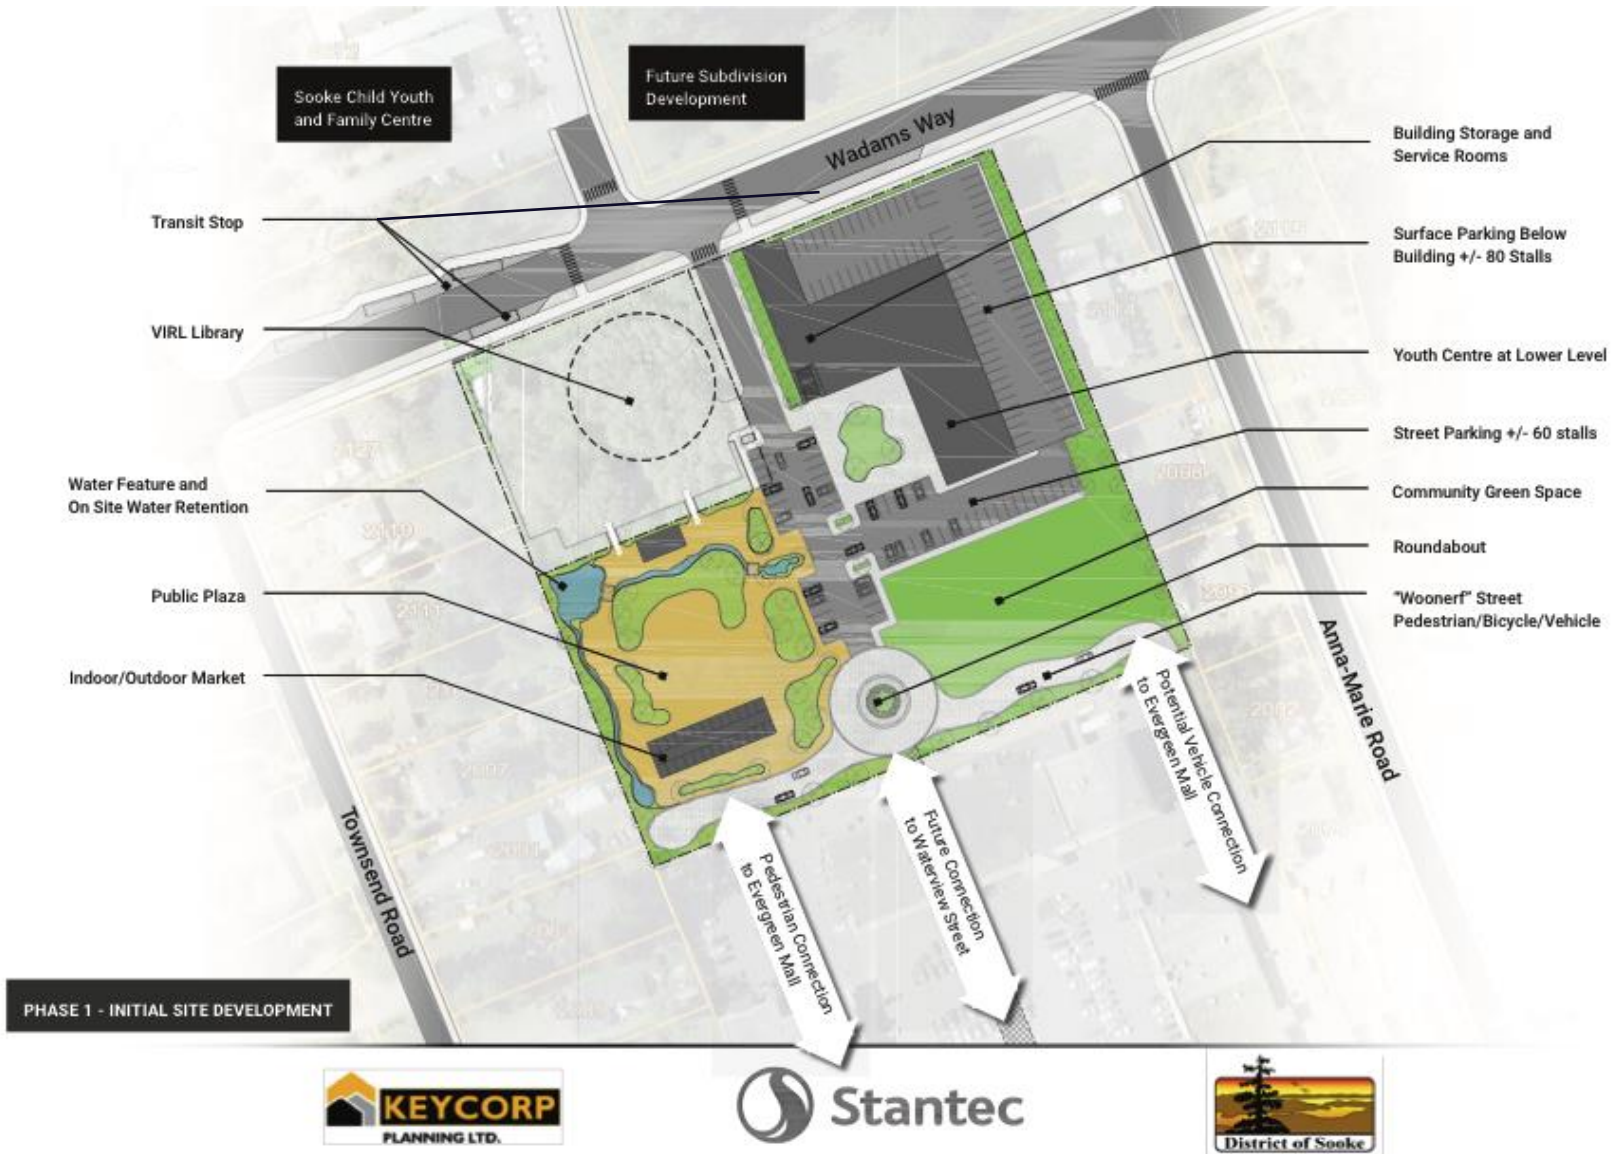 Sooke Child Youth
and Family Centre
Future Subdivision
Development
Wadams Way
Transit Stop
VIRL Library
Water Feature and
On Site Water Retention
Public Plaza
Indoor/Outdoor Market
Building Storage and
Service Rooms
Surface Parking Below
Building +/- 80 Stalls
Youth Centre at Lower Level
Street Parking +/- 60 stalls
Community Green Space
Roundabout
"Woonerf" Street
Pedestrian/Bicycle/Vehicle
2127
2119
2111
2098
Townsend Road
Anna-Marie Road
Pedestrian Connection
to Evergreen Mall
Future Connection
to Waterview Street
Potential Vehicle Connection
to Evergreen Mall
PHASE 1 - INITIAL SITE DEVELOPMENT
KEYCORP
PLANNING LTD.
Stantec
District of Sooke